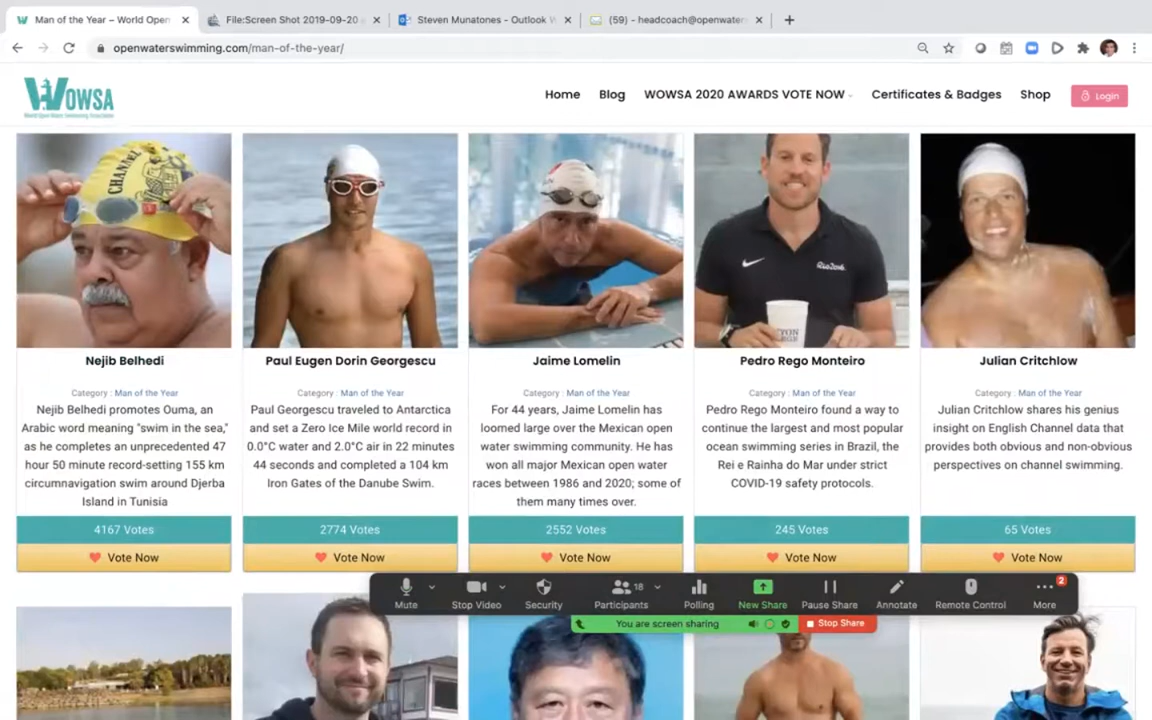 Man of the Year – World Open
File:Screen Shot 2019-09-20
Steven Munatones - Outlook
(59) - headcoach@openwaters
openwaterswimming.com/man-of-the-year/
WOWSA
World Open Water Swimming Association
Home
Blog
WOWSA 2020 AWARDS VOTE NOW
Certificates & Badges
Shop
Login
CHANNEL
Nejib Belhedi
Category : Man of the Year
Nejib Belhedi promotes Ouma, an
Arabic word meaning "swim in the sea,"
as he completes an unprecedented 47
hour 50 minute record-setting 155 km
circumnavigation swim around Djerba
Island in Tunisia
4167 Votes
Vote Now
Paul Eugen Dorin Georgescu
Category : Man of the Year
Paul Georgescu traveled to Antarctica
and set a Zero Ice Mile world record in
0.0°C water and 2.0°C air in 22 minutes
44 seconds and completed a 104 km
Iron Gates of the Danube Swim.
2774 Votes
Vote Now
Jaime Lomelin
Category : Man of the Year
For 44 years, Jaime Lomelin has
loomed large over the Mexican open
water swimming community. He has
won all major Mexican open water
races between 1986 and 2020; some of
them many times over.
2552 Votes
Vote Now
Pedro Rego Monteiro
Category : Man of the Year
Pedro Rego Monteiro found a way to
continue the largest and most popular
ocean swimming series in Brazil, the
Rei e Rainha do Mar under strict
COVID-19 safety protocols.
245 Votes
Vote Now
Julian Critchlow
Category : Man of the Year
Julian Critchlow shares his genius
insight on English Channel data that
provides both obvious and non-obvious
perspectives on channel swimming.
65 Votes
Vote Now
18
2
Mute
Stop Video
Security
Participants
Polling
New Share
Pause Share
Annotate
Remote Control
More
You are screen sharing
Stop Share